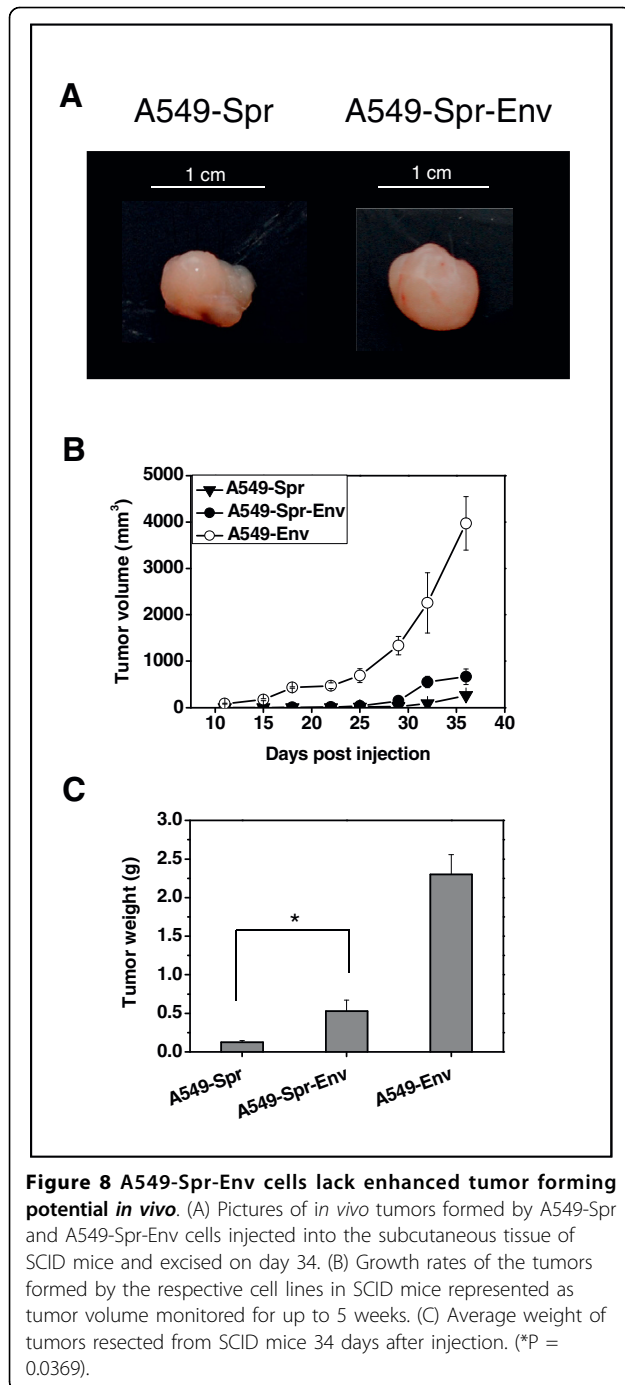 A
A549-Spr A549-Spr-Env
1 cm 1 cm
B
5000
4000
3000
2000
1000
0
Tumor volume (mm3)
A549-Spr
A549-Spr-Env
A549-Env
10 15 20 25 30 35 40
Days post injection
C
3.0
2.5
2.0
1.5
1.0
0.5
0.0
Tumor weight (g)
*
A549-Spr
A549-Spr-Env
A549-Env
Figure 8 A549-Spr-Env cells lack enhanced tumor forming
potential in vivo. (A) Pictures of in vivo tumors formed by A549-Spr
and A549-Spr-Env cells injected into the subcutaneous tissue of
SCID mice and excised on day 34. (B) Growth rates of the tumors
formed by the respective cell lines in SCID mice represented as
tumor volume monitored for up to 5 weeks. (C) Average weight of
tumors resected from SCID mice 34 days after injection. (*P =
0.0369).